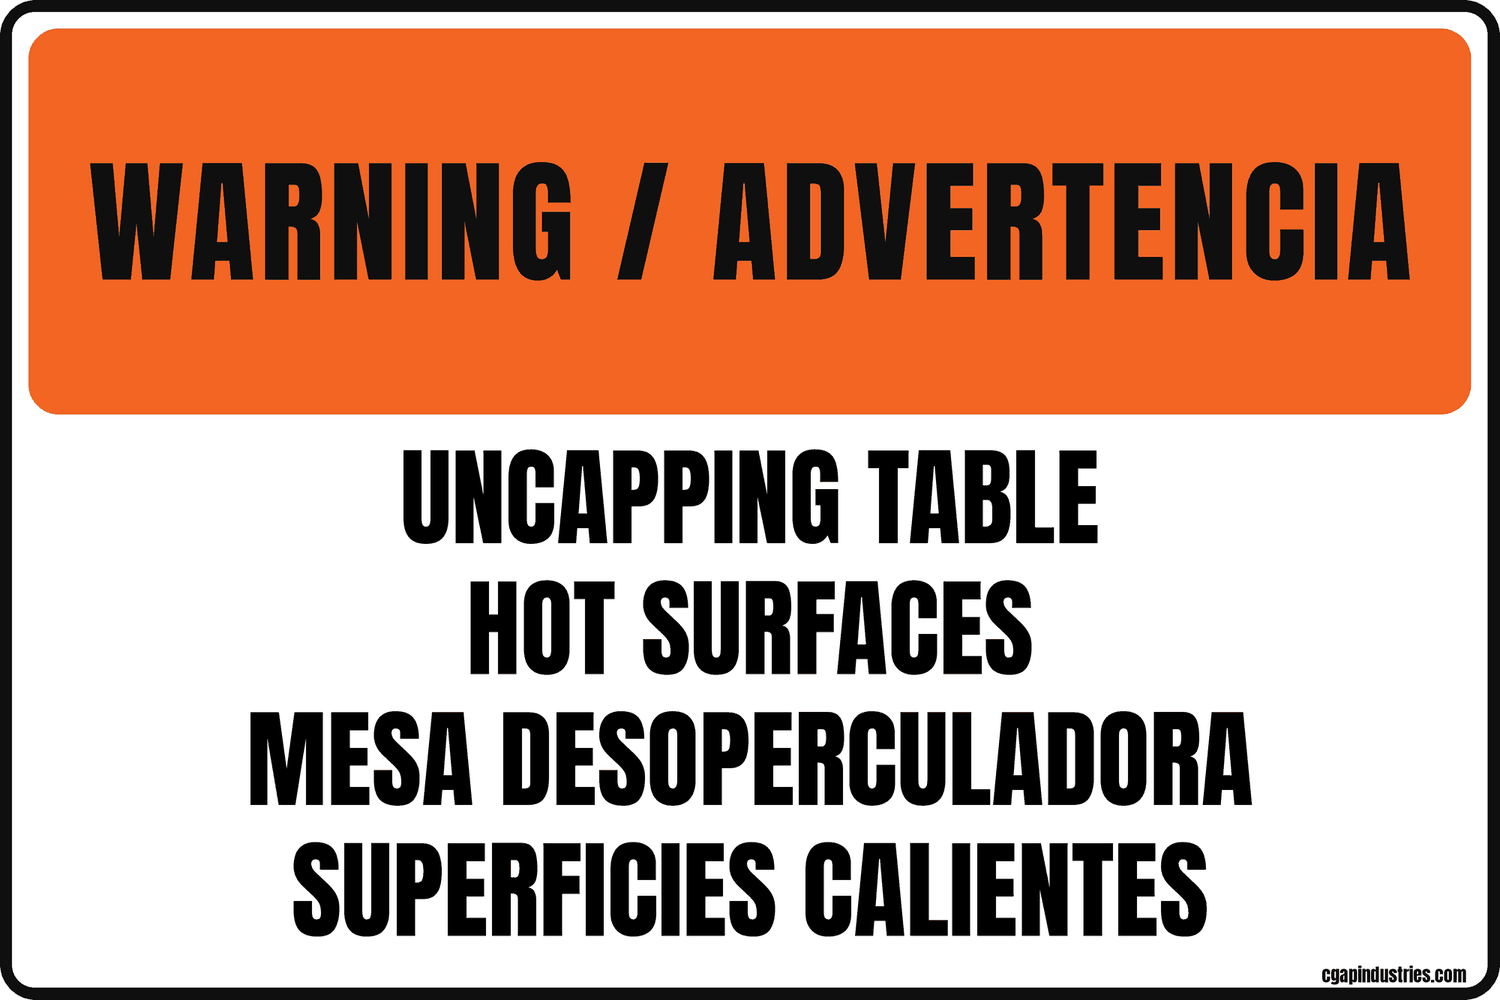 WARNING / ADVERTENCIA
UNCAPPING TABLE
HOT SURFACES
MESA DESOPERCULADORA
SUPERFICIES CALIENTES
cgapindustries.com